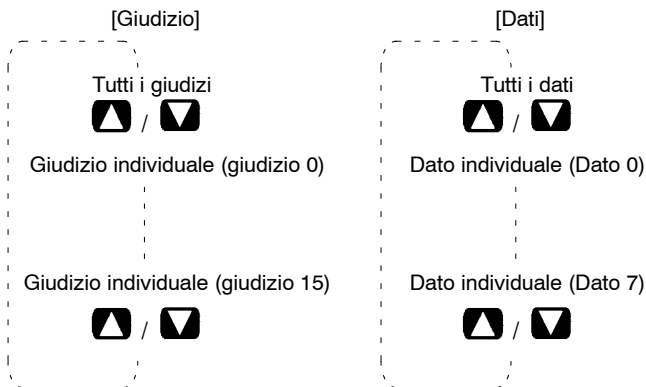 [Giudizio]
Tutti i giudizi
/
Giudizio individuale (giudizio 0)
Giudizio individuale (giudizio 15)
/
[Dati]
Tutti i dati
/
Dato individuale (Dato 0)
Dato individuale (Dato 7)
/